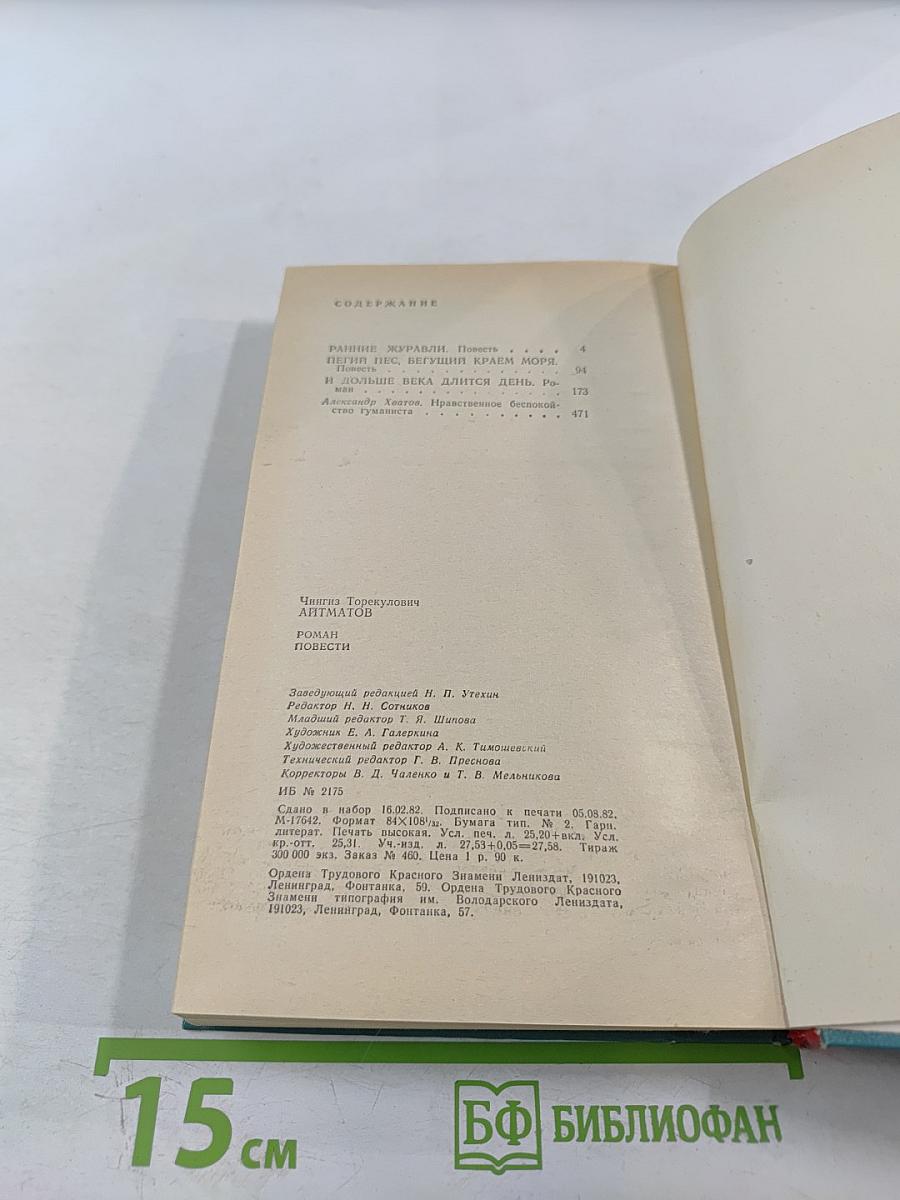 СОДЕРЖАНИЕ
РАННИЕ ЖУРАВЛИ. Повесть . . . . 4
ПЕГИЙ ПЕС, БЕГУЩИЙ КРАЕМ МОРЯ.
Повесть . . . . . . . . . . . . 94
И ДОЛЬШЕ ВЕКА ДЛИТСЯ ДЕНЬ. Ро-
ман . . . . . . . . . . . . . . 173
Александр Хватов. Нравственное беспокой-
ство гуманиста . . . . . . . . . . 471
Чингиз Торекулович
АЙТМАТОВ
РОМАН
ПОВЕСТИ
Заведующий редакцией Н. П. Утехин
Редактор Н. Н. Сотников
Младший редактор Т. Я. Шипова
Художник Е. А. Галеркина
Художественный редактор А. К. Тимошевский
Технический редактор Г. В. Преснова
Корректоры В. Д. Чаленко и Т. В. Мельникова
ИБ № 2175
Сдано в набор 16.02.82. Подписано к печати 05.08.82.
М-17642. Формат 84×108¹/₃₂. Бумага тип. № 2. Гарн.
литерат. Печать высокая. Усл. печ. л. 25,20+вкл. Усл.
кр.-отт. 25,31. Уч.-изд. л. 27,53+0,05=27,58. Тираж
300 000 экз. Заказ № 460. Цена 1 р. 90 к.
Ордена Трудового Красного Знамени Лениздат, 191023,
Ленинград, Фонтанка, 59. Ордена Трудового Красного
Знамени типография им. Володарского Лениздата,
191023, Ленинград, Фонтанка, 57.
15 см
БФ БИБЛИОФАН